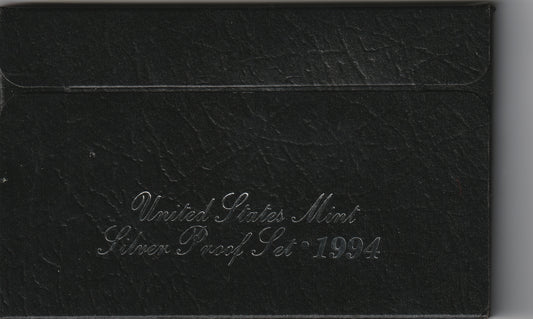 United States Mint
Silver Proof Set • 1994